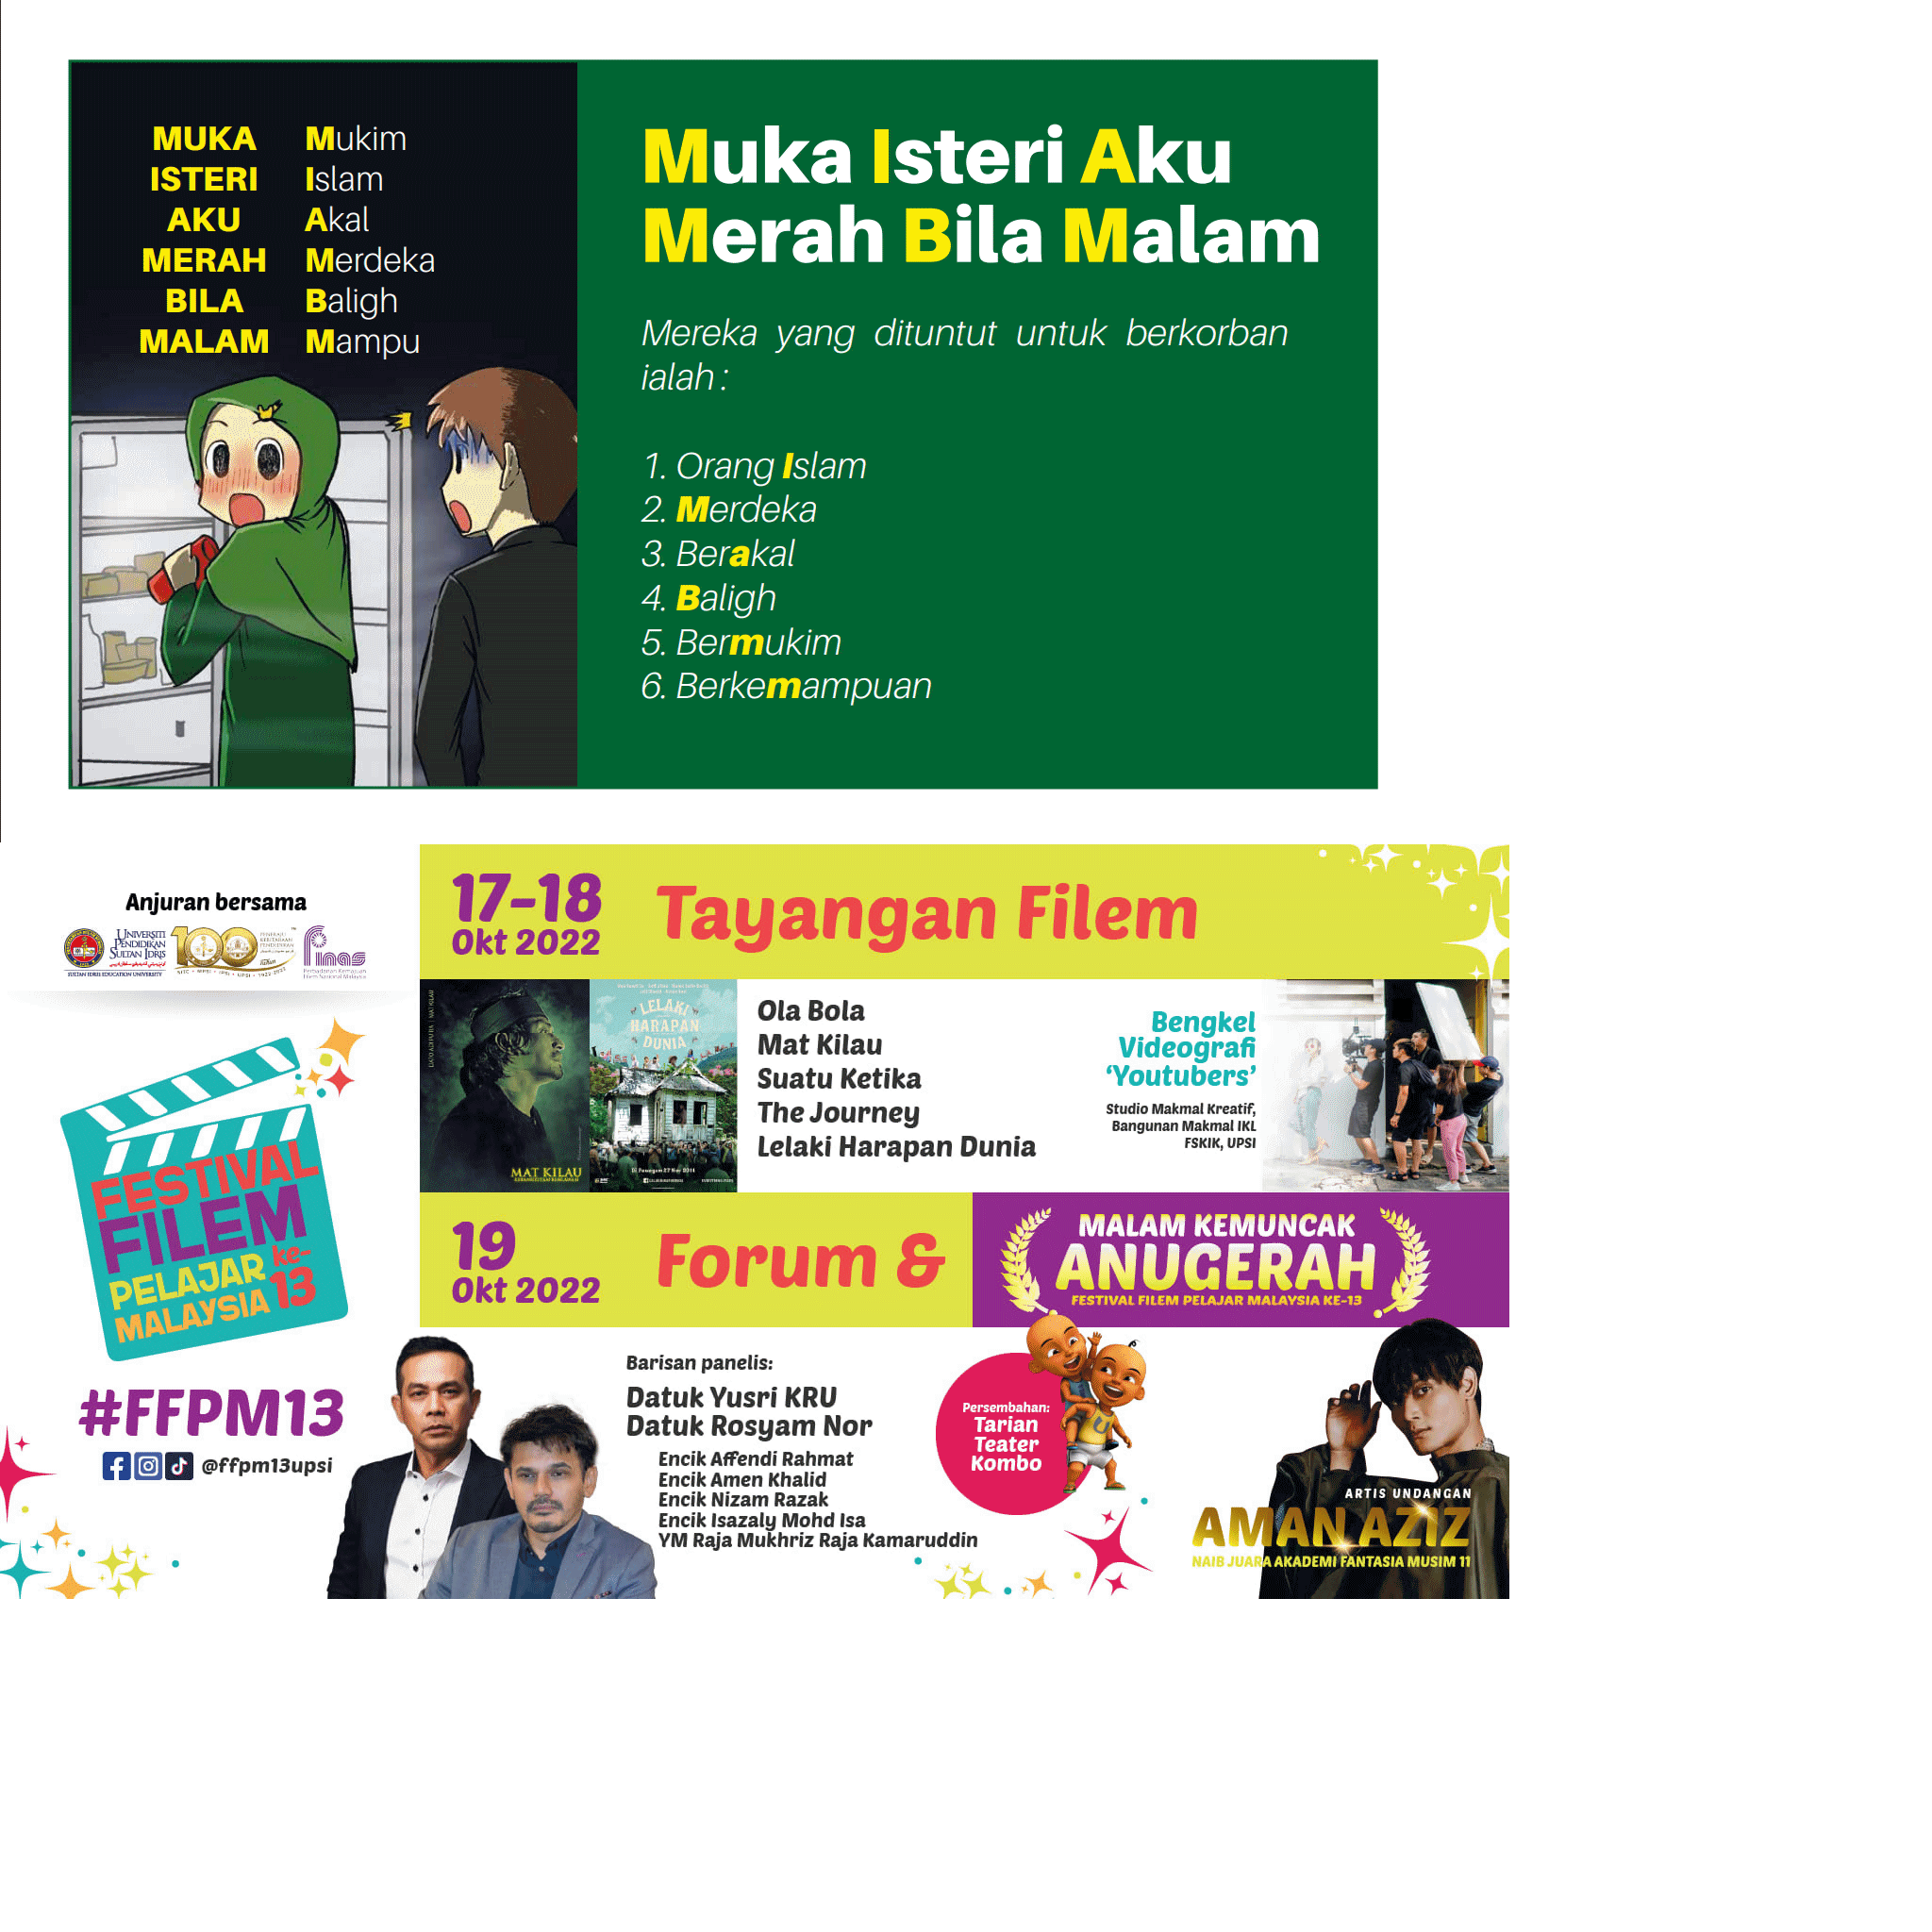 MUKA Mukim
ISTERI Islam
AKU Akal
MERAH Merdeka
BILA Baligh
MALAM Mampu
Muka Isteri Aku
Merah Bila Malam
Mereka yang dituntut untuk berkorban
ialah :
1. Orang Islam
2. Merdeka
3. Berakal
4. Baligh
5. Bermukim
6. Berkemampuan
Anjuran bersama
UNIVERSITI
PENDIDIKAN
SULTAN IDRIS
SULTAN IDRIS EDUCATION UNIVERSITY
100
Finas
FESTIVAL
FILEM
PELAJAR ke-
MALAYSIA 13
#FFPM13
@ffpm13upsi
17-18
Okt 2022
Tayangan Filem
MAT KILAU
LELAKI
HARAPAN
DUNIA
Ola Bola
Mat Kilau
Suatu Ketika
The Journey
Lelaki Harapan Dunia
Bengkel
Videografi
‘Youtubers’
Studio Makmal Kreatif,
Bangunan Makmal IKL
FSKIK, UPSI
19
Okt 2022
Forum &
MALAM KEMUNCAK
ANUGERAH
FESTIVAL FILEM PELAJAR MALAYSIA KE-13
Barisan panelis:
Datuk Yusri KRU
Datuk Rosyam Nor
Encik Affendi Rahmat
Encik Amen Khalid
Encik Nizam Razak
Encik Isazaly Mohd Isa
YM Raja Mukhriz Raja Kamaruddin
Persembahan:
Tarian
Teater
Kombo
ARTIS UNDANGAN
AMAN AZIZ
NAIB JUARA AKADEMI FANTASIA MUSIM 11